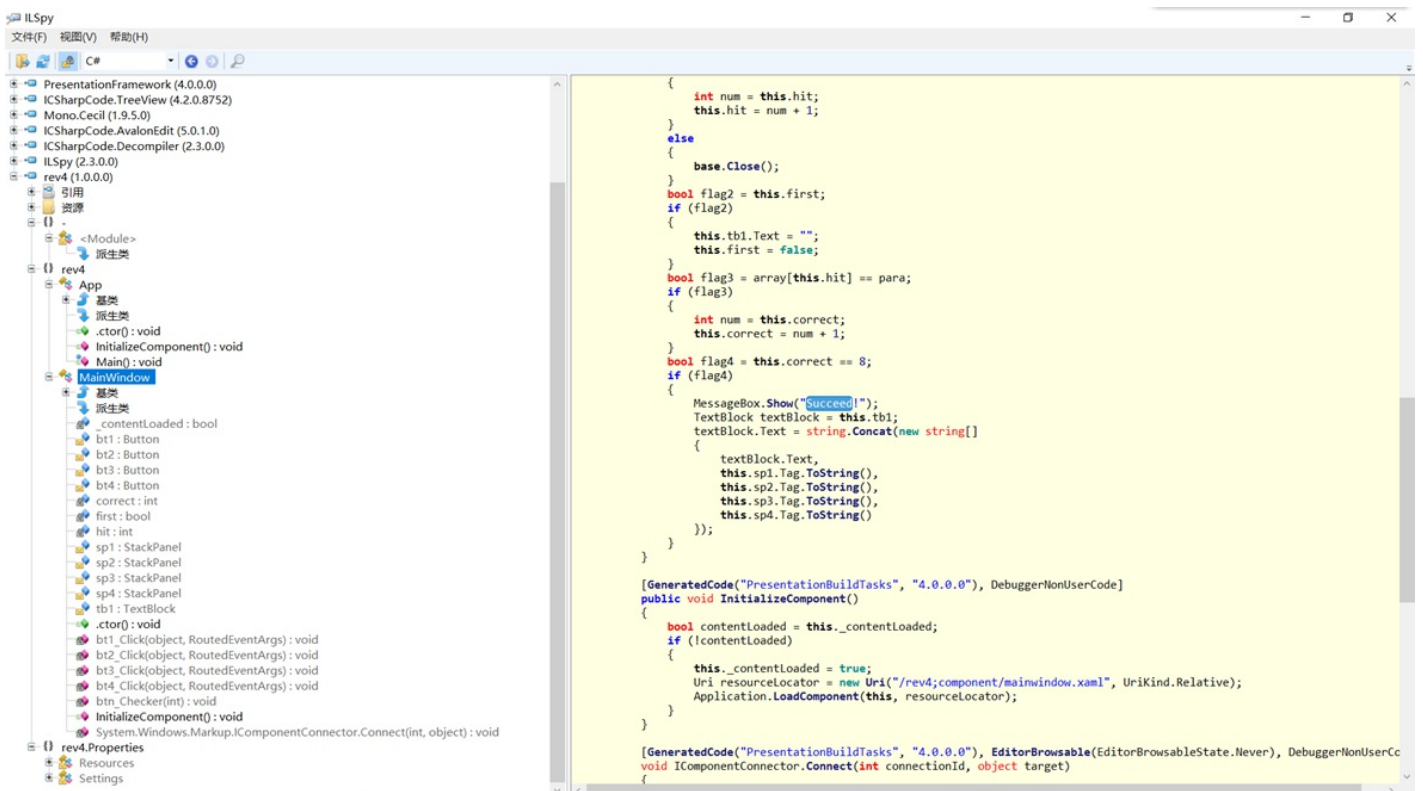 ILSpy
文件(F) 视图(V) 帮助(H)
C#
PresentationFramework (4.0.0.0)
ICSharpCode.TreeView (4.2.0.8752)
Mono.Cecil (1.9.5.0)
ICSharpCode.AvalonEdit (5.0.1.0)
ICSharpCode.Decompiler (2.3.0.0)
ILSpy (2.3.0.0)
rev4 (1.0.0.0)
引用
资源
{} -
<Module>
派生类
{} rev4
App
基类
派生类
.ctor() : void
InitializeComponent() : void
Main() : void
MainWindow
基类
派生类
_contentLoaded : bool
bt1 : Button
bt2 : Button
bt3 : Button
bt4 : Button
correct : int
first : bool
hit : int
sp1 : StackPanel
sp2 : StackPanel
sp3 : StackPanel
sp4 : StackPanel
tb1 : TextBlock
.ctor() : void
bt1_Click(object, RoutedEventArgs) : void
bt2_Click(object, RoutedEventArgs) : void
bt3_Click(object, RoutedEventArgs) : void
bt4_Click(object, RoutedEventArgs) : void
btn_Checker(int) : void
InitializeComponent() : void
System.Windows.Markup.IComponentConnector.Connect(int, object) : void
{} rev4.Properties
Resources
Settings
{
int num = this.hit;
this.hit = num + 1;
}
else
{
base.Close();
}
bool flag2 = this.first;
if (flag2)
{
this.tb1.Text = "";
this.first = false;
}
bool flag3 = array[this.hit] == para;
if (flag3)
{
int num = this.correct;
this.correct = num + 1;
}
bool flag4 = this.correct == 8;
if (flag4)
{
MessageBox.Show("Succeed!");
TextBlock textBlock = this.tb1;
textBlock.Text = string.Concat(new string[]
{
textBlock.Text,
this.sp1.Tag.ToString(),
this.sp2.Tag.ToString(),
this.sp3.Tag.ToString(),
this.sp4.Tag.ToString()
});
}
}
[GeneratedCode("PresentationBuildTasks", "4.0.0.0"), DebuggerNonUserCode]
public void InitializeComponent()
{
bool contentLoaded = this._contentLoaded;
if (!contentLoaded)
{
this._contentLoaded = true;
Uri resourceLocator = new Uri("/rev4;component/mainwindow.xaml", UriKind.Relative);
Application.LoadComponent(this, resourceLocator);
}
}
[GeneratedCode("PresentationBuildTasks", "4.0.0.0"), EditorBrowsable(EditorBrowsableState.Never), DebuggerNonUserCo
void IComponentConnector.Connect(int connectionId, object target)
{